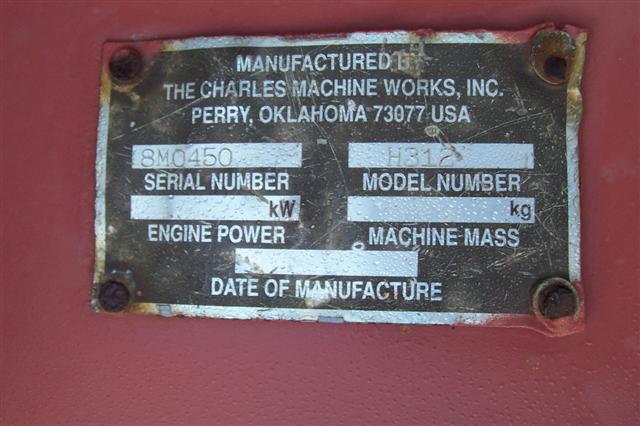 MANUFACTURED
THE CHARLES MACHINE WORKS, INC.
PERRY, OKLAHOMA 73077 USA
8M0450 H312
SERIAL NUMBER MODEL NUMBER
kW kg
ENGINE POWER MACHINE MASS
DATE OF MANUFACTURE